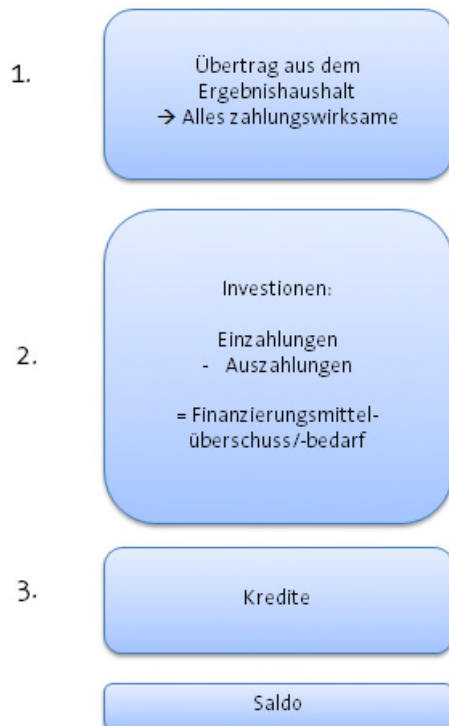 1.
Übertrag aus dem
Ergebnishaushalt
→ Alles zahlungswirksame
2.
Investionen:
Einzahlungen
- Auszahlungen
= Finanzierungsmittel-
überschuss/-bedarf
3.
Kredite
Saldo